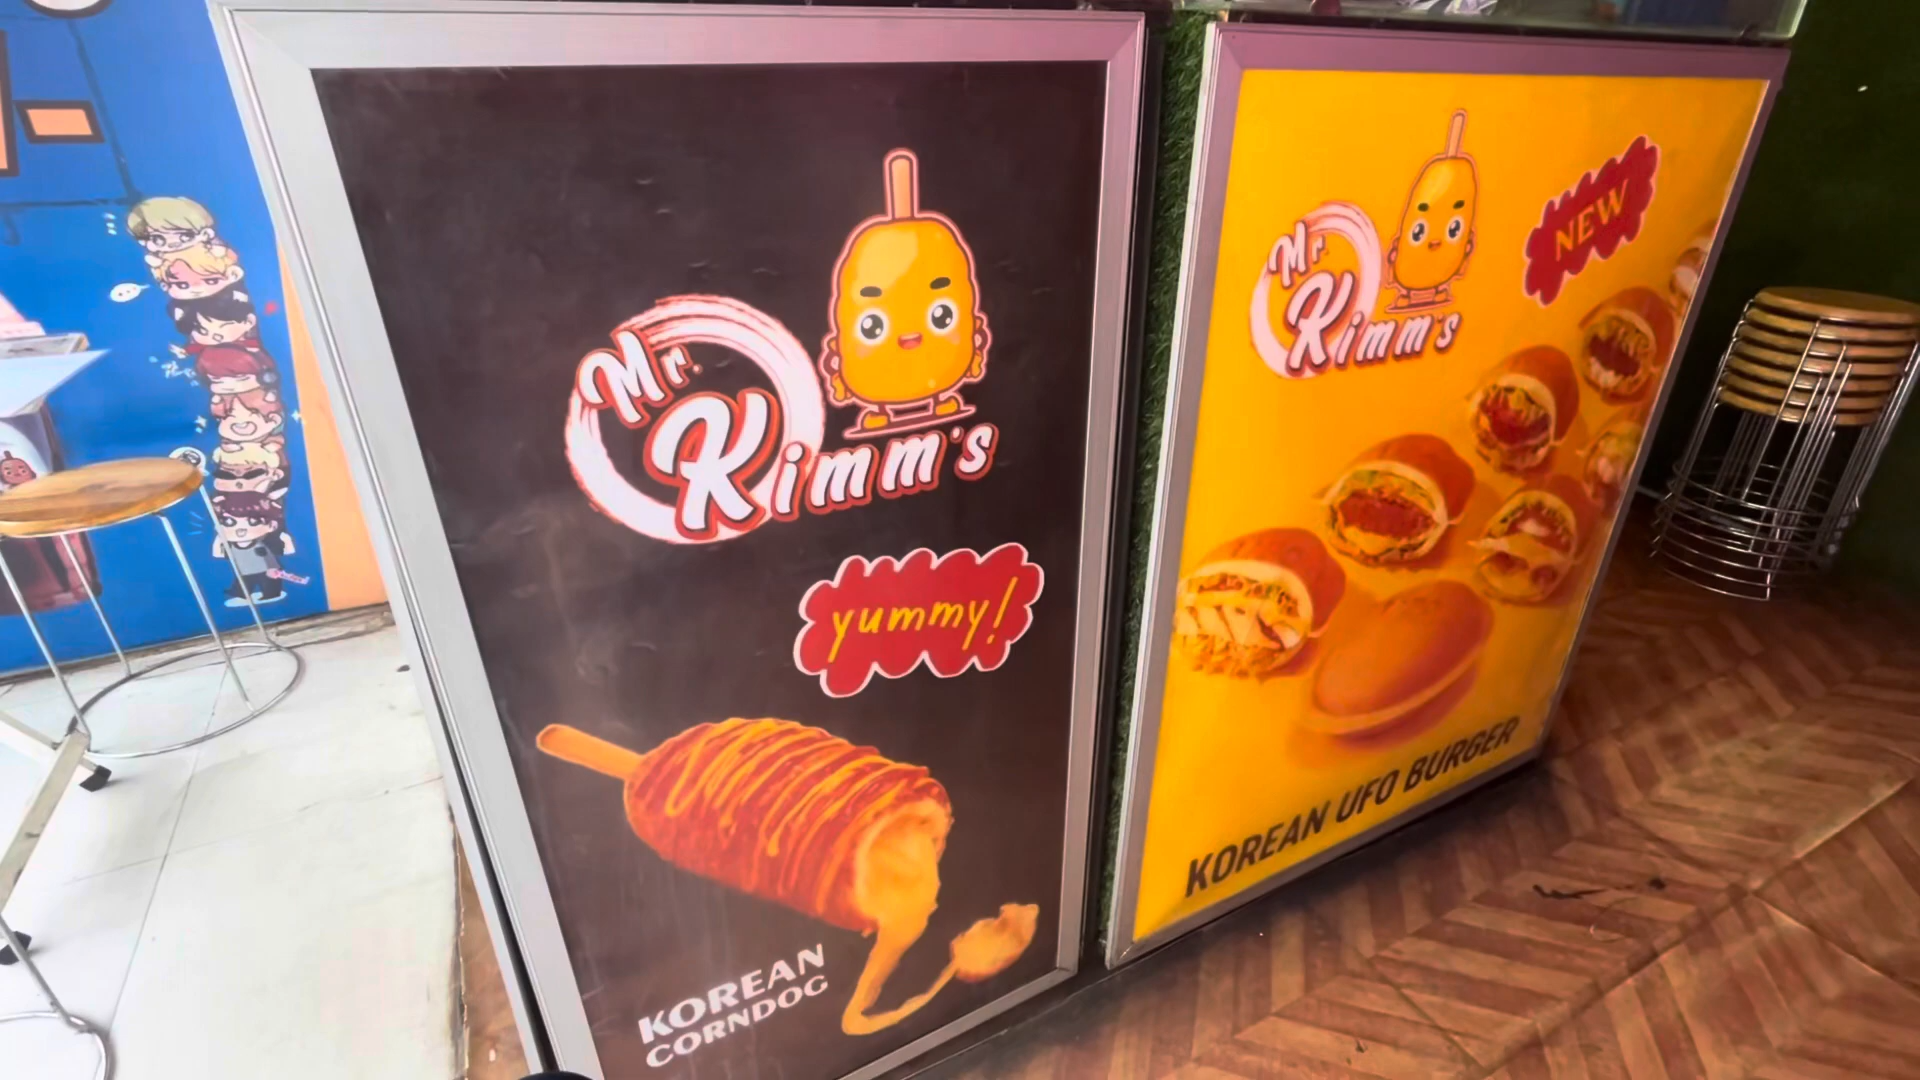 Mr.
Kimm's
yummy!
KOREAN
CORNDOG
Mr.
Kimm's
NEW
KOREAN UFO BURGER